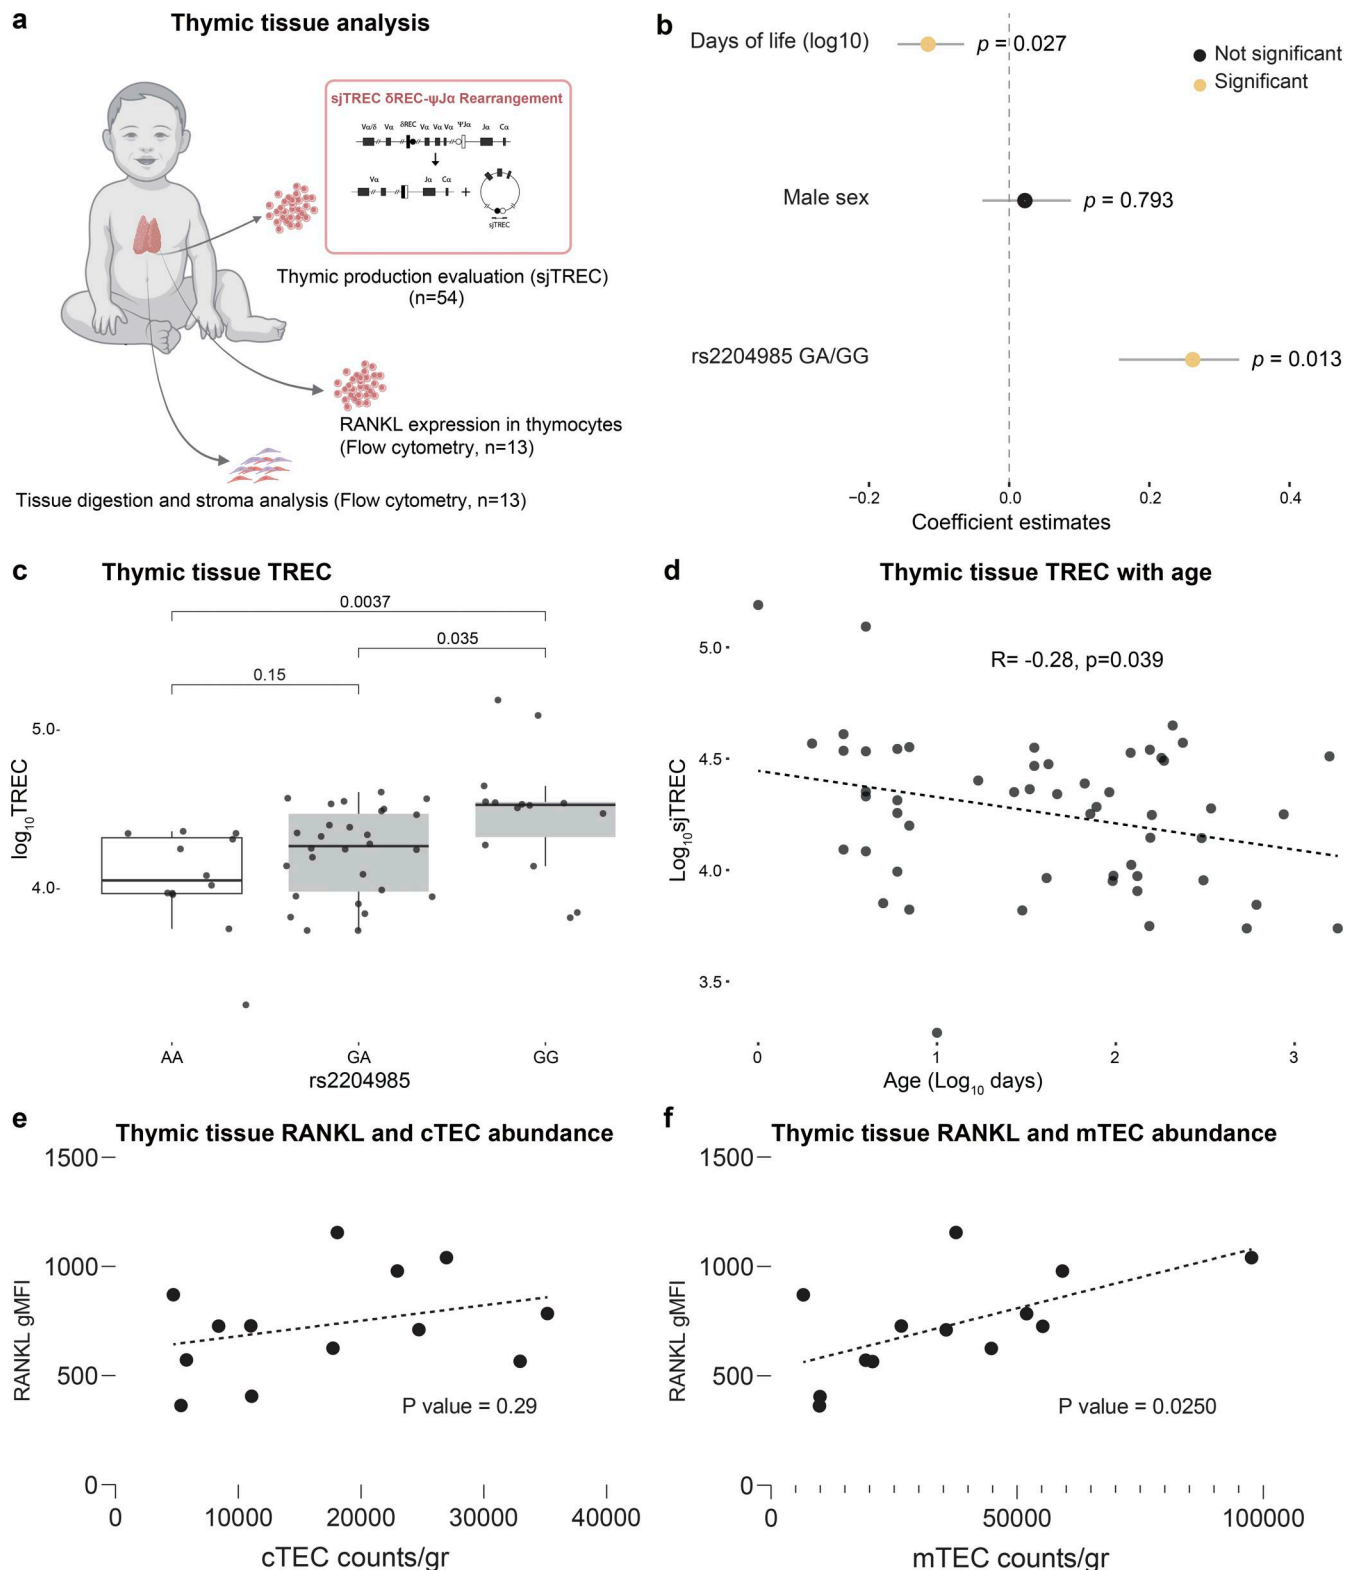 a
Thymic tissue analysis
sjTREC δREC-ψJα Rearrangement
Vα/δ Vα δREC Vα Vα Vα ΨJα Jα Cα
Vα Jα Cα
+
sjTREC
Thymic production evaluation (sjTREC)
(n=54)
RANKL expression in thymocytes
(Flow cytometry, n=13)
Tissue digestion and stroma analysis (Flow cytometry, n=13)
b
Days of life (log10)
p = 0.027
Not significant
Significant
Male sex
p = 0.793
rs2204985 GA/GG
p = 0.013
−0.2 0.0 0.2 0.4
Coefficient estimates
c
Thymic tissue TREC
0.0037
0.035
0.15
5.0
4.0
log10TREC
AA GA GG
rs2204985
d
Thymic tissue TREC with age
R= -0.28, p=0.039
5.0
4.5
4.0
3.5
Log10sjTREC
0 1 2 3
Age (Log10 days)
e
Thymic tissue RANKL and cTEC abundance
1500
1000
500
0
RANKL gMFI
P value = 0.29
0 10000 20000 30000 40000
cTEC counts/gr
f
Thymic tissue RANKL and mTEC abundance
1500
1000
500
0
RANKL gMFI
P value = 0.0250
0 50000 100000
mTEC counts/gr